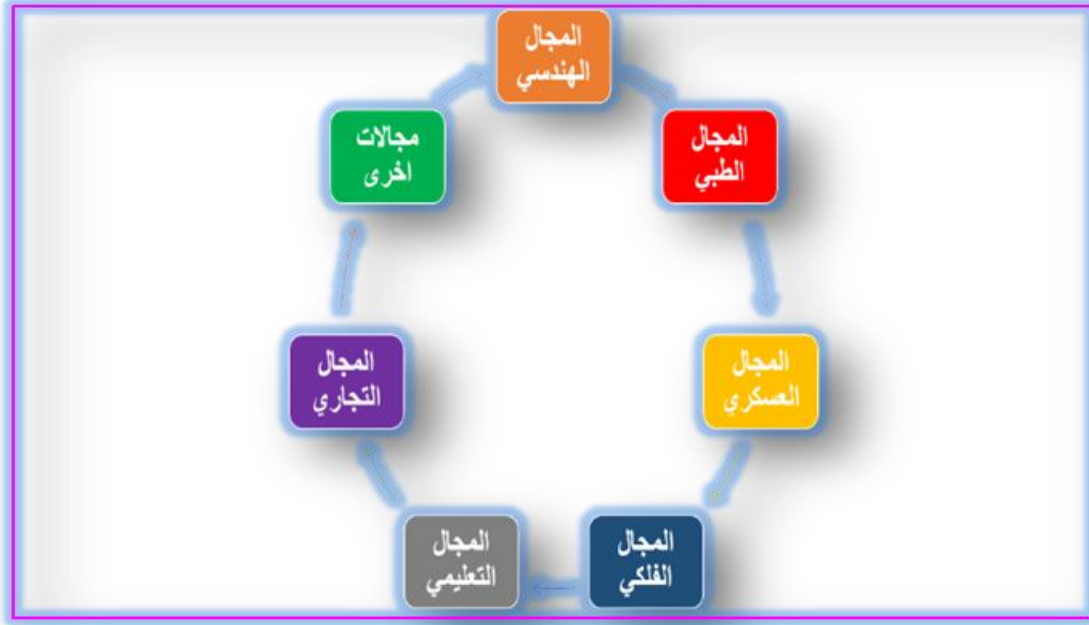 المجال
الهندسي
المجال
الطبي
المجال
العسكري
المجال
الفلكي
المجال
التعليمي
المجال
التجاري
مجالات
اخرى